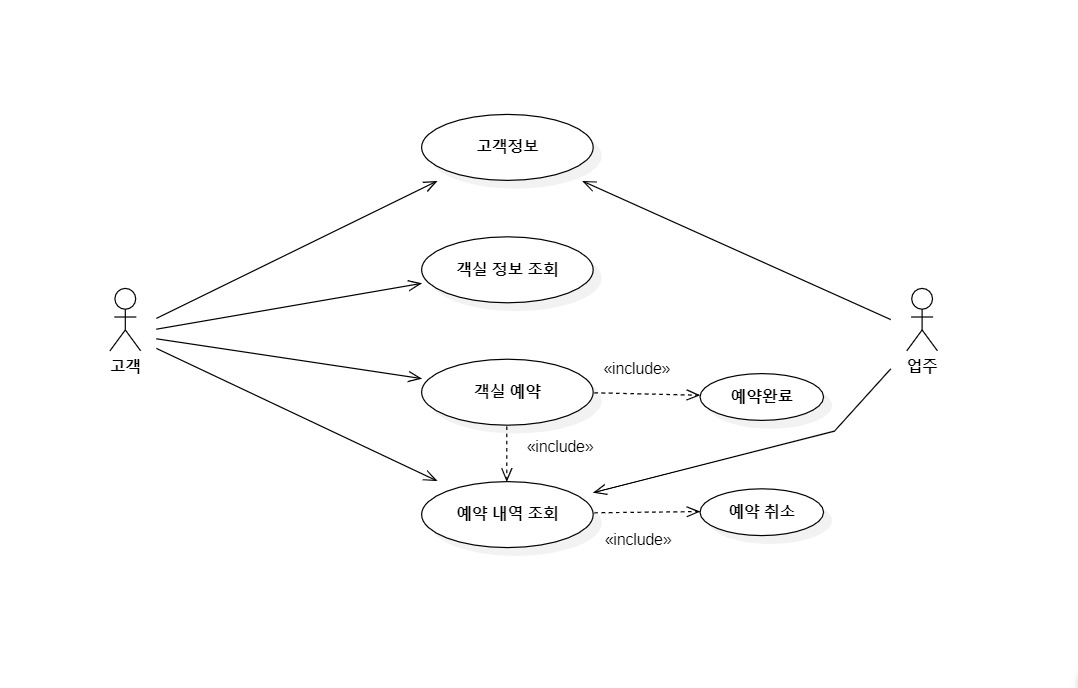 고객정보
객실 정보 조회
고객
업주
객실 예약
«include»
예약완료
«include»
예약 내역 조회
예약 취소
«include»